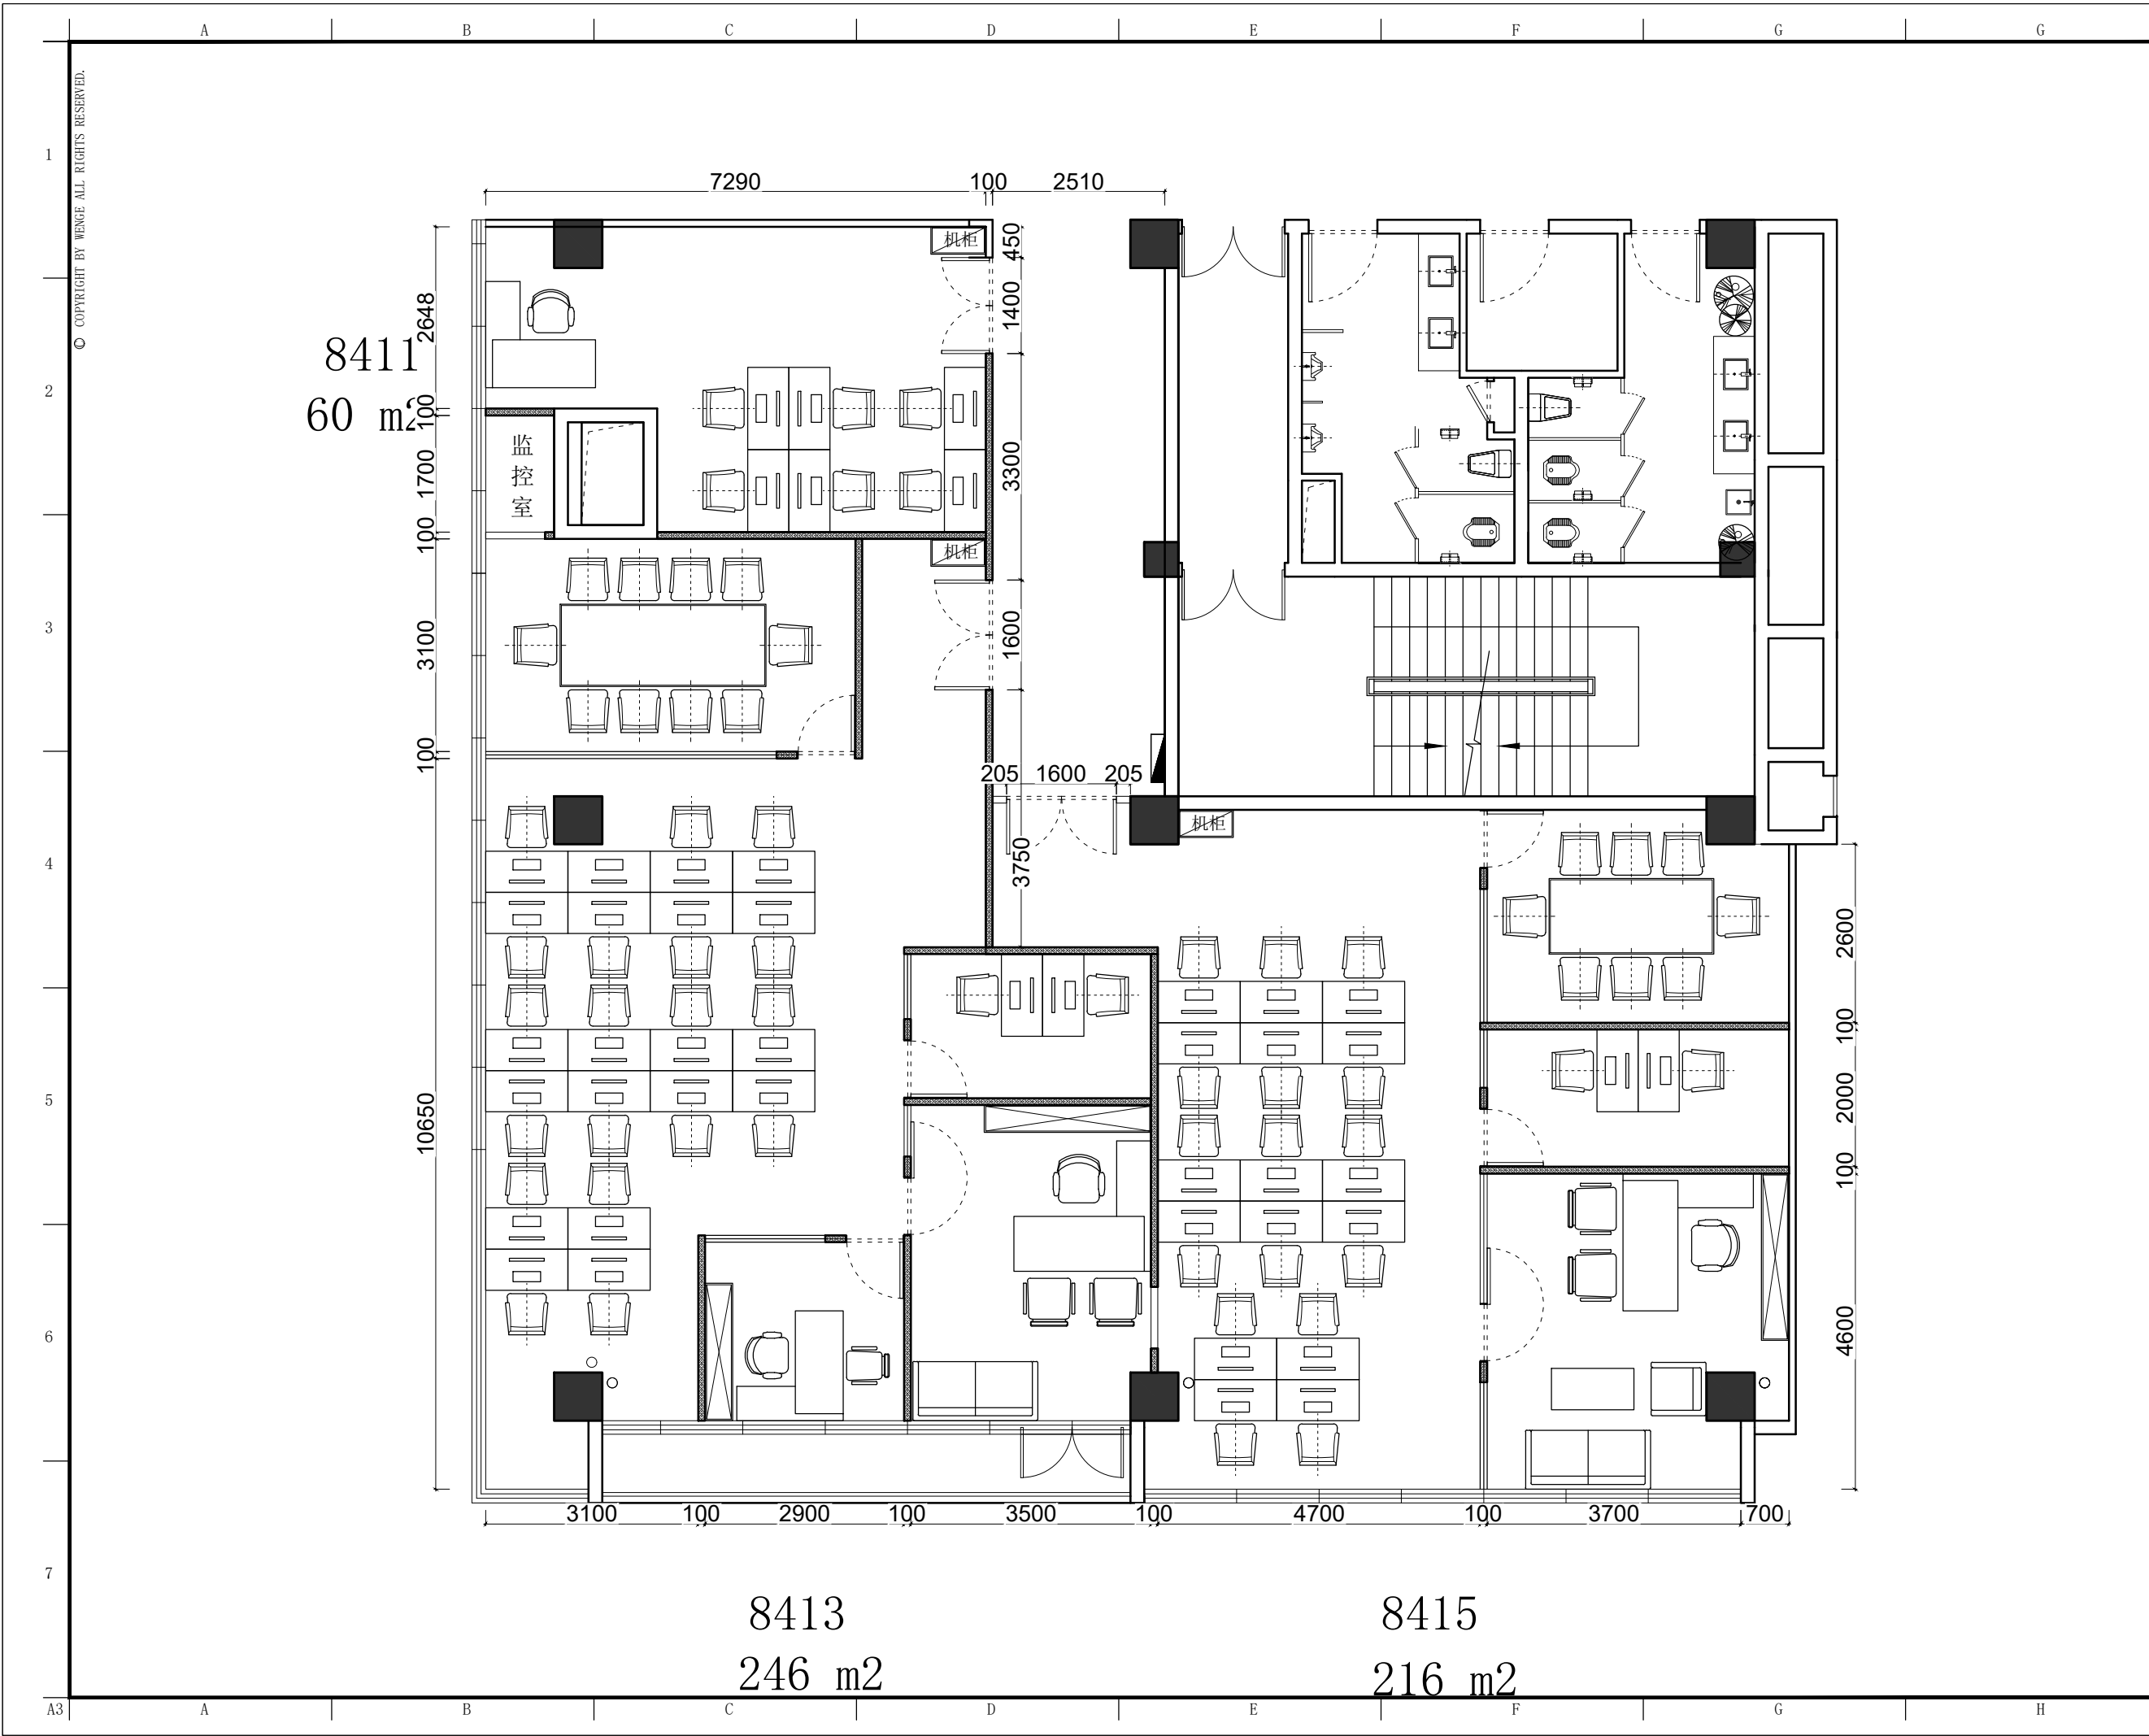 A B C D E F G G
© COPYRIGHT BY WENGE ALL RIGHTS RESERVED.
1
7290 100 2510
机柜
450
2648
1400
8411
2
60 m2
100
监控室
1700
3300
100
机柜
3
3100
1600
100
205 1600 205
机柜
4
3750
2600
100
5
10650
2000
100
6
4600
3100 100 2900 100 3500 100 4700 100 3700 700
7
8413
8415
246 m2
216 m2
A3 A B C D E F G H